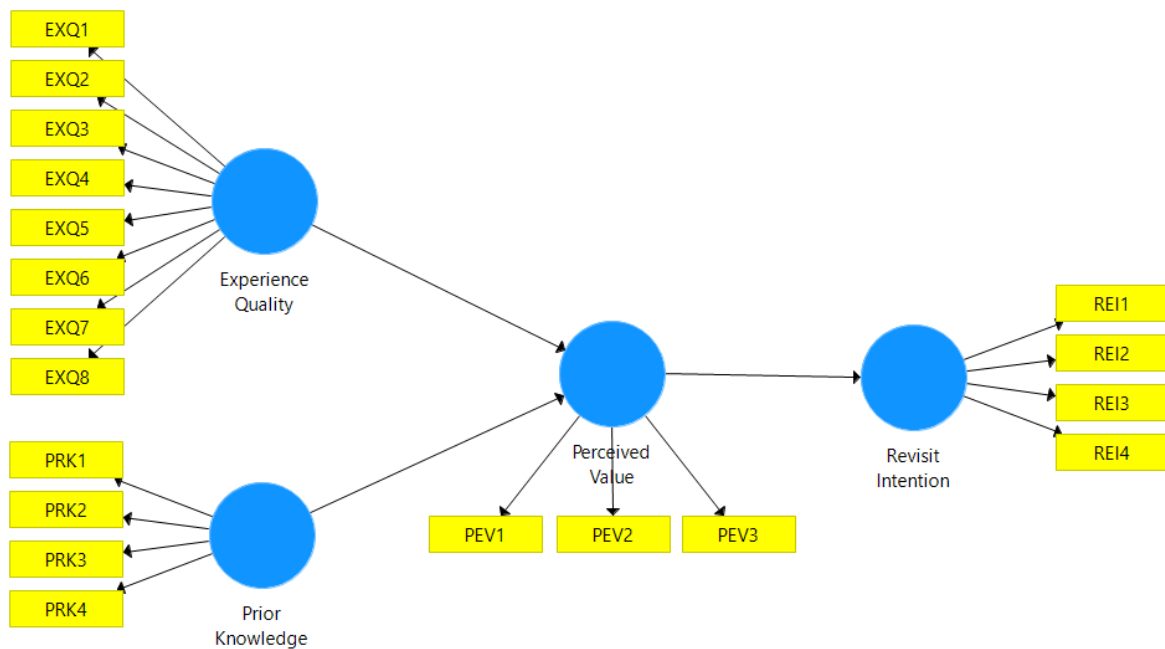 EXQ1
EXQ2
EXQ3
EXQ4
EXQ5
EXQ6
EXQ7
EXQ8
Experience
Quality
PRK1
PRK2
PRK3
PRK4
Prior
Knowledge
Perceived
Value
PEV1
PEV2
PEV3
Revisit
Intention
REI1
REI2
REI3
REI4